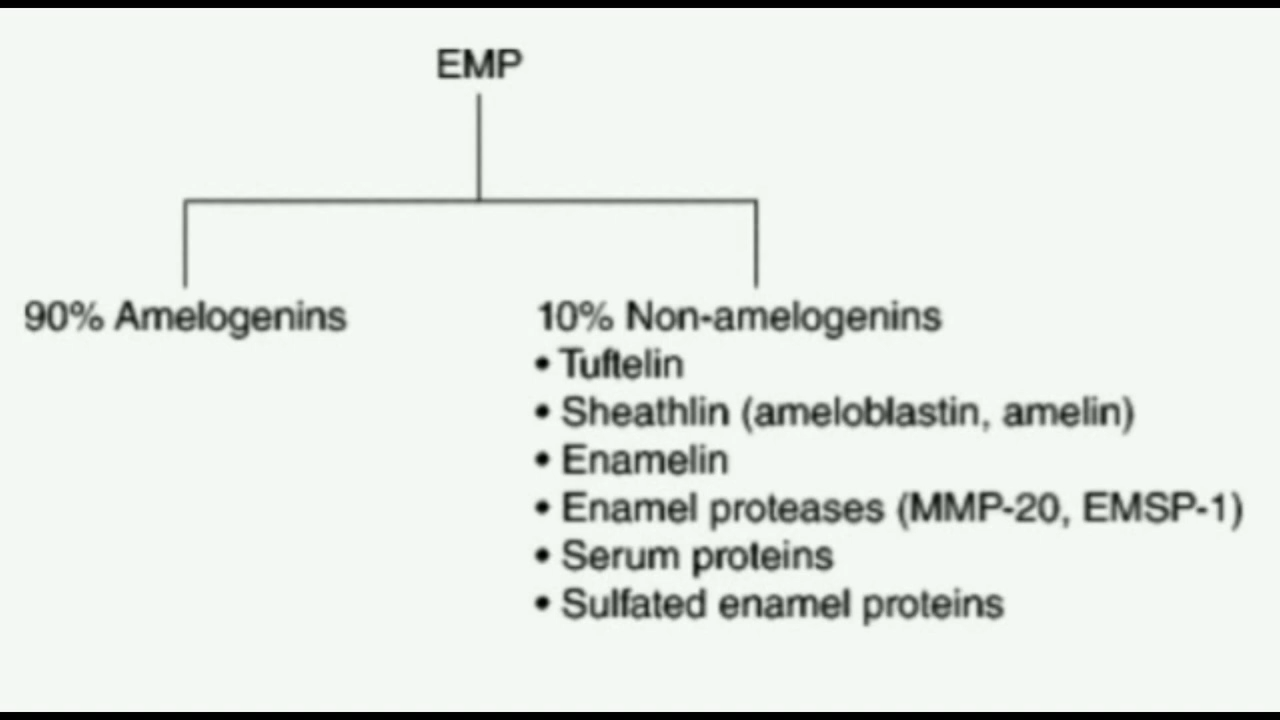 EMP
90% Amelogenins
10% Non-amelogenins
• Tuftelin
• Sheathlin (ameloblastin, amelin)
• Enamelin
• Enamel proteases (MMP-20, EMSP-1)
• Serum proteins
• Sulfated enamel proteins